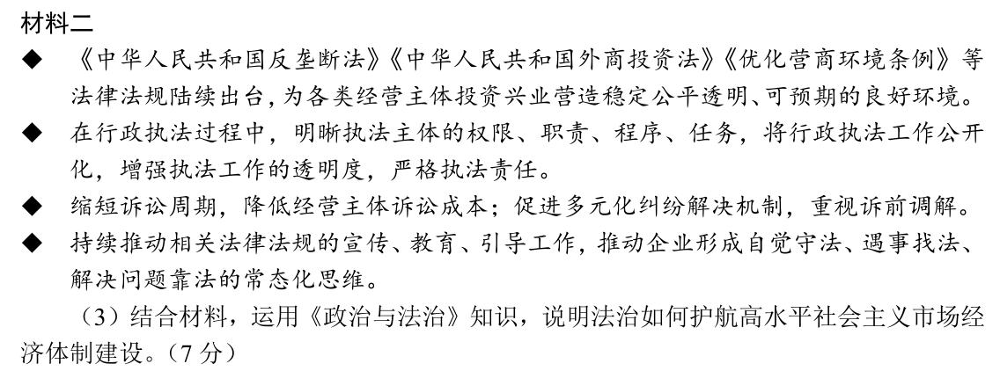 材料二
◆ 《中华人民共和国反垄断法》《中华人民共和国外商投资法》《优化营商环境条例》等
法律法规陆续出台，为各类经营主体投资兴业营造稳定公平透明、可预期的良好环境。
◆ 在行政执法过程中，明晰执法主体的权限、职责、程序、任务，将行政执法工作公开
化，增强执法工作的透明度，严格执法责任。
◆ 缩短诉讼周期，降低经营主体诉讼成本；促进多元化纠纷解决机制，重视诉前调解。
◆ 持续推动相关法律法规的宣传、教育、引导工作，推动企业形成自觉守法、遇事找法、
解决问题靠法的常态化思维。
（3）结合材料，运用《政治与法治》知识，说明法治如何护航高水平社会主义市场经
济体制建设。（7 分）